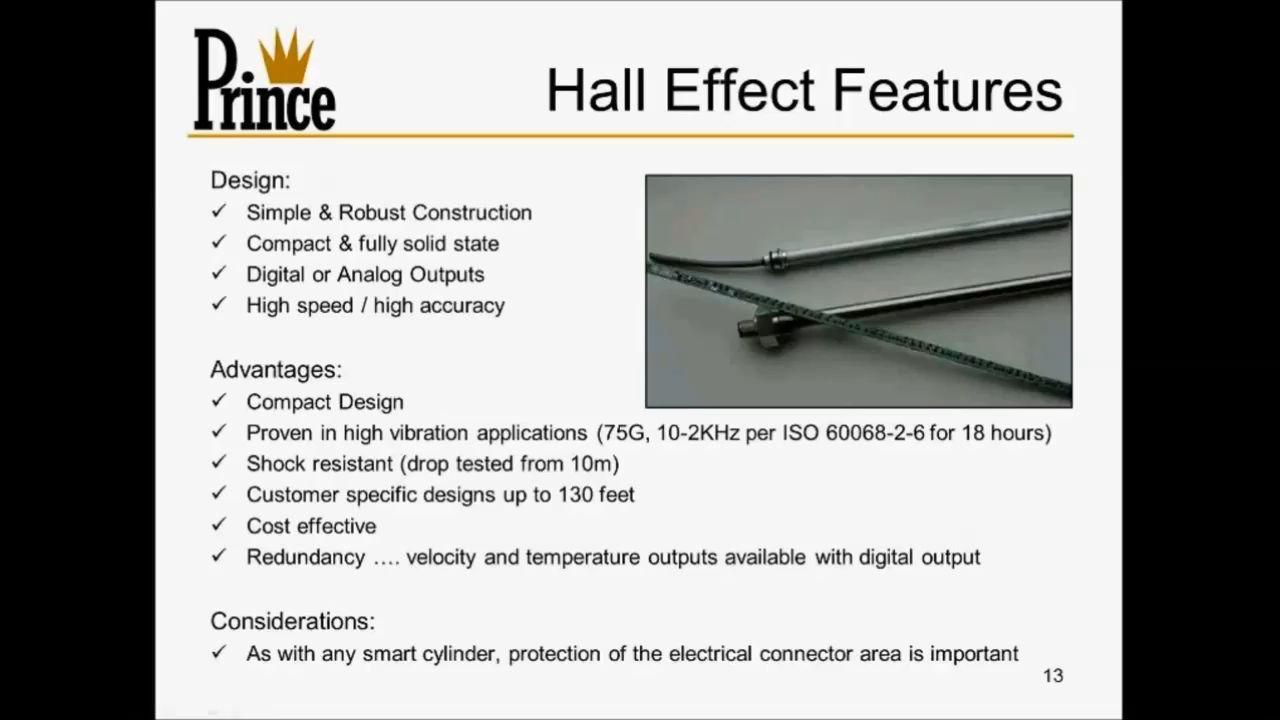 Prince
Hall Effect Features
Design:
✓ Simple & Robust Construction
✓ Compact & fully solid state
✓ Digital or Analog Outputs
✓ High speed / high accuracy
Advantages:
✓ Compact Design
✓ Proven in high vibration applications (75G, 10-2KHz per ISO 60068-2-6 for 18 hours)
✓ Shock resistant (drop tested from 10m)
✓ Customer specific designs up to 130 feet
✓ Cost effective
✓ Redundancy .... velocity and temperature outputs available with digital output
Considerations:
✓ As with any smart cylinder, protection of the electrical connector area is important
13